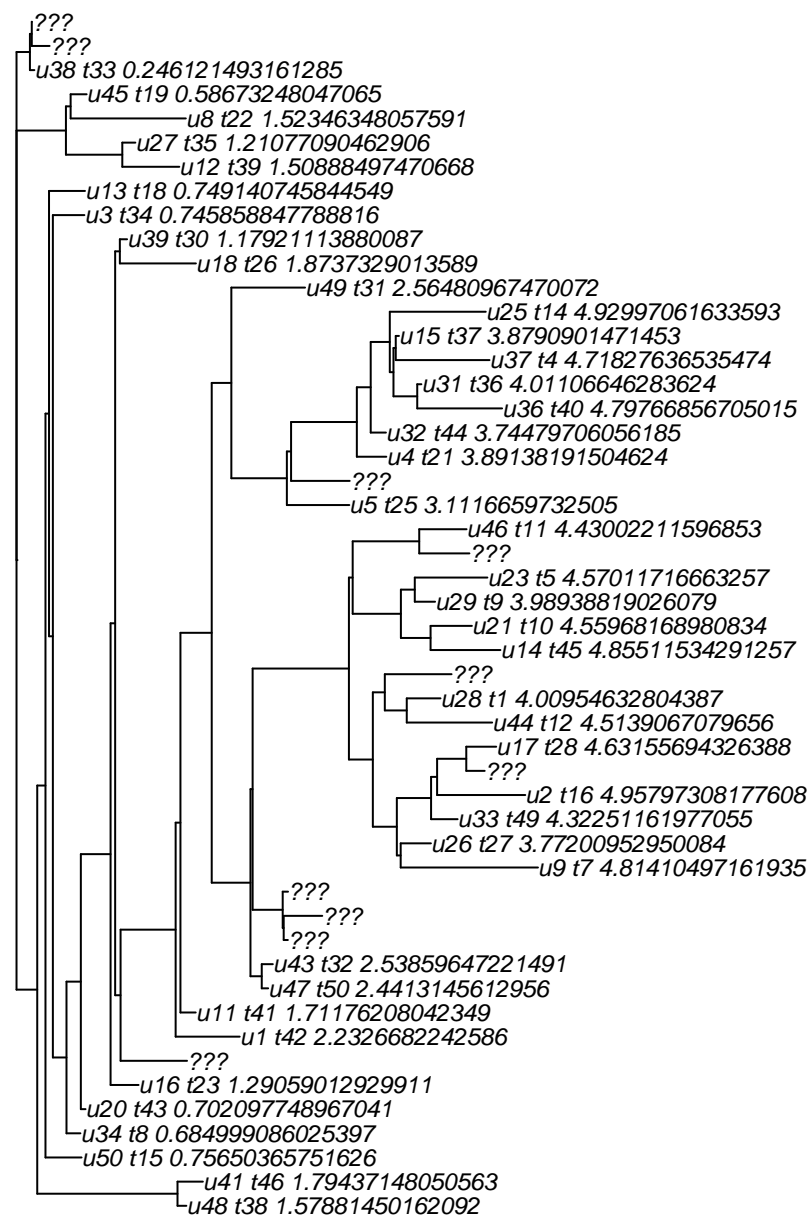 ???
???
u38 t33 0.246121493161285
u45 t19 0.58673248047065
u8 t22 1.52346348057591
u27 t35 1.21077090462906
u12 t39 1.50888497470668
u13 t18 0.749140745844549
u3 t34 0.745858847788816
u39 t30 1.17921113880087
u18 t26 1.8737329013589
u49 t31 2.56480967470072
u25 t14 4.92997061633593
u15 t37 3.8790901471453
u37 t4 4.71827636535474
u31 t36 4.01106646283624
u36 t40 4.79766856705015
u32 t44 3.74479706056185
u4 t21 3.89138191504624
???
u5 t25 3.1116659732505
u46 t11 4.43002211596853
???
u23 t5 4.57011716663257
u29 t9 3.98938819026079
u21 t10 4.55968168980834
u14 t45 4.85511534291257
???
u28 t1 4.00954632804387
u44 t12 4.5139067079656
u17 t28 4.63155694326388
???
u2 t16 4.95797308177608
u33 t49 4.32251161977055
u26 t27 3.77200952950084
u9 t7 4.81410497161935
???
???
???
u43 t32 2.53859647221491
u47 t50 2.4413145612956
u11 t41 1.71176208042349
u1 t42 2.2326682242586
???
u16 t23 1.29059012929911
u20 t43 0.702097748967041
u34 t8 0.684999086025397
u50 t15 0.75650365751626
u41 t46 1.79437148050563
u48 t38 1.57881450162092